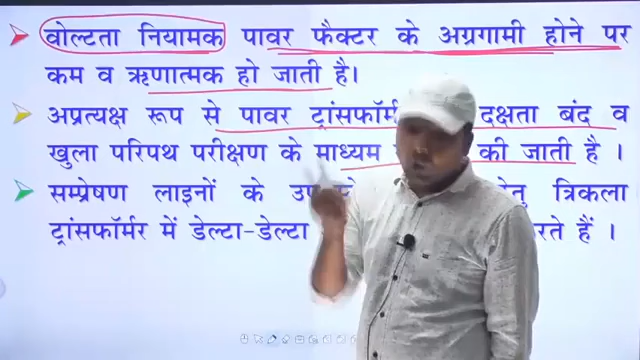 वोल्टता नियामक पावर फैक्टर के अग्रगामी होने पर
कम व ऋणात्मक हो जाती है।
अप्रत्यक्ष रूप से पावर ट्रांसफॉर्मर दक्षता बंद व
खुला परिपथ परीक्षण के माध्यम की जाती है ।
सम्प्रेषण लाइनों के त्रिकला
ट्रांसफॉर्मर में डेल्टा-डेल्टा हैं ।